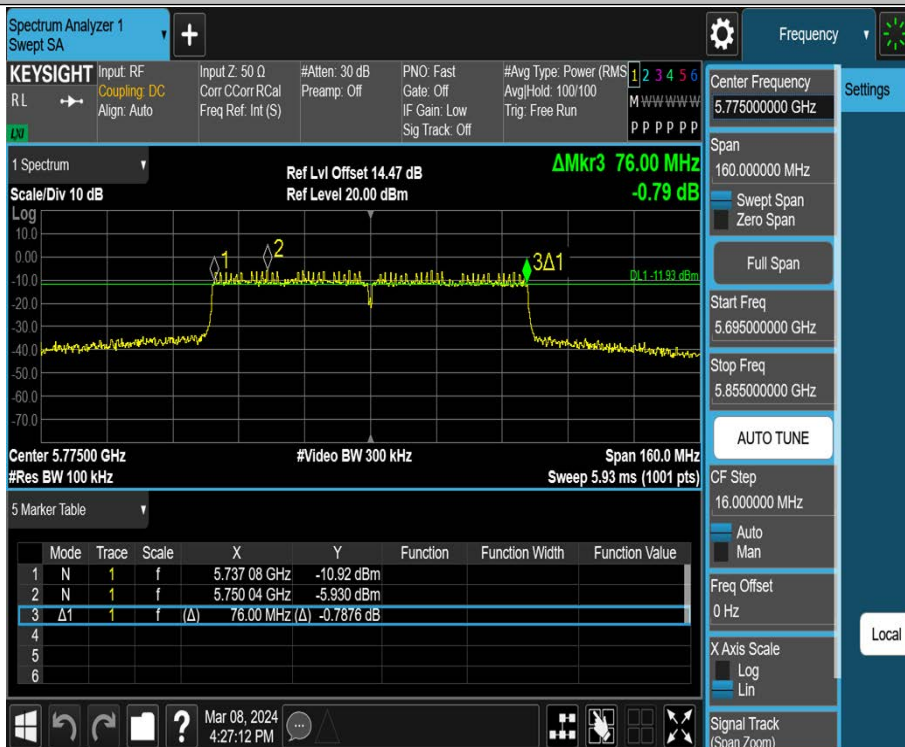 Spectrum Analyzer 1
Swept SA
+
Frequency
KEYSIGHT
RL
LXI
Input: RF
Coupling: DC
Align: Auto
Input Z: 50 Ω
Corr CCorr RCal
Freq Ref: Int (S)
#Atten: 30 dB
Preamp: Off
PNO: Fast
Gate: Off
IF Gain: Low
Sig Track: Off
#Avg Type: Power (RMS
Avg|Hold: 100/100
Trig: Free Run
1 2 3 4 5 6
M W W W W W
P P P P P P
1 Spectrum
Scale/Div 10 dB
Ref Lvl Offset 14.47 dB
Ref Level 20.00 dBm
ΔMkr3 76.00 MHz
-0.79 dB
Log
10.0
0.00
-10.0
-20.0
-30.0
-40.0
-50.0
-60.0
-70.0
1
2
3Δ1
DL1 -11.93 dBm
Center 5.77500 GHz
#Video BW 300 kHz
Span 160.0 MHz
#Res BW 100 kHz
Sweep 5.93 ms (1001 pts)
5 Marker Table
Mode Trace Scale X Y Function Function Width Function Value
1 N 1 f 5.737 08 GHz -10.92 dBm
2 N 1 f 5.750 04 GHz -5.930 dBm
3 Δ1 1 f (Δ) 76.00 MHz (Δ) -0.7876 dB
4
5
6
?
Mar 08, 2024
4:27:12 PM
Center Frequency
5.775000000 GHz
Span
160.000000 MHz
Swept Span
Zero Span
Full Span
Start Freq
5.695000000 GHz
Stop Freq
5.855000000 GHz
AUTO TUNE
CF Step
16.000000 MHz
Auto
Man
Freq Offset
0 Hz
X Axis Scale
Log
Lin
Signal Track
(Span Zoom)
Settings
Local